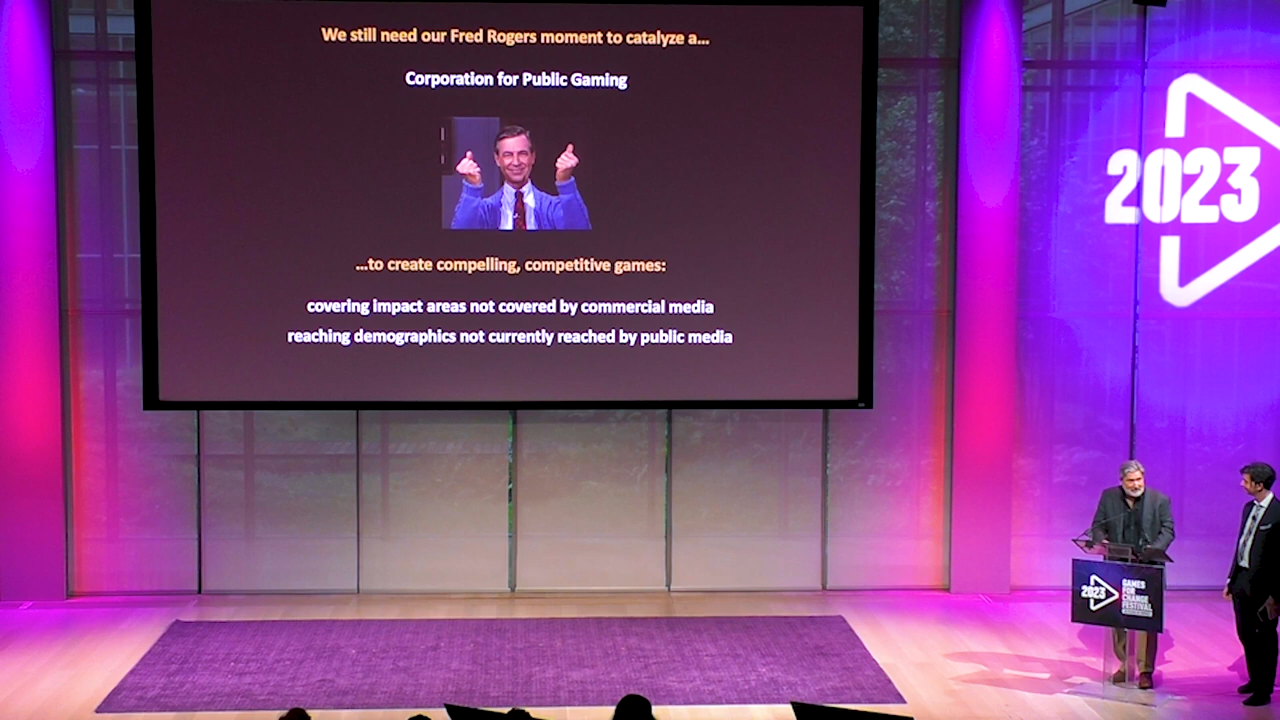 We still need our Fred Rogers moment to catalyze a...
Corporation for Public Gaming
...to create compelling, competitive games:
covering impact areas not covered by commercial media
reaching demographics not currently reached by public media
2023
2023
GAMES
FOR
CHANGE
FESTIVAL